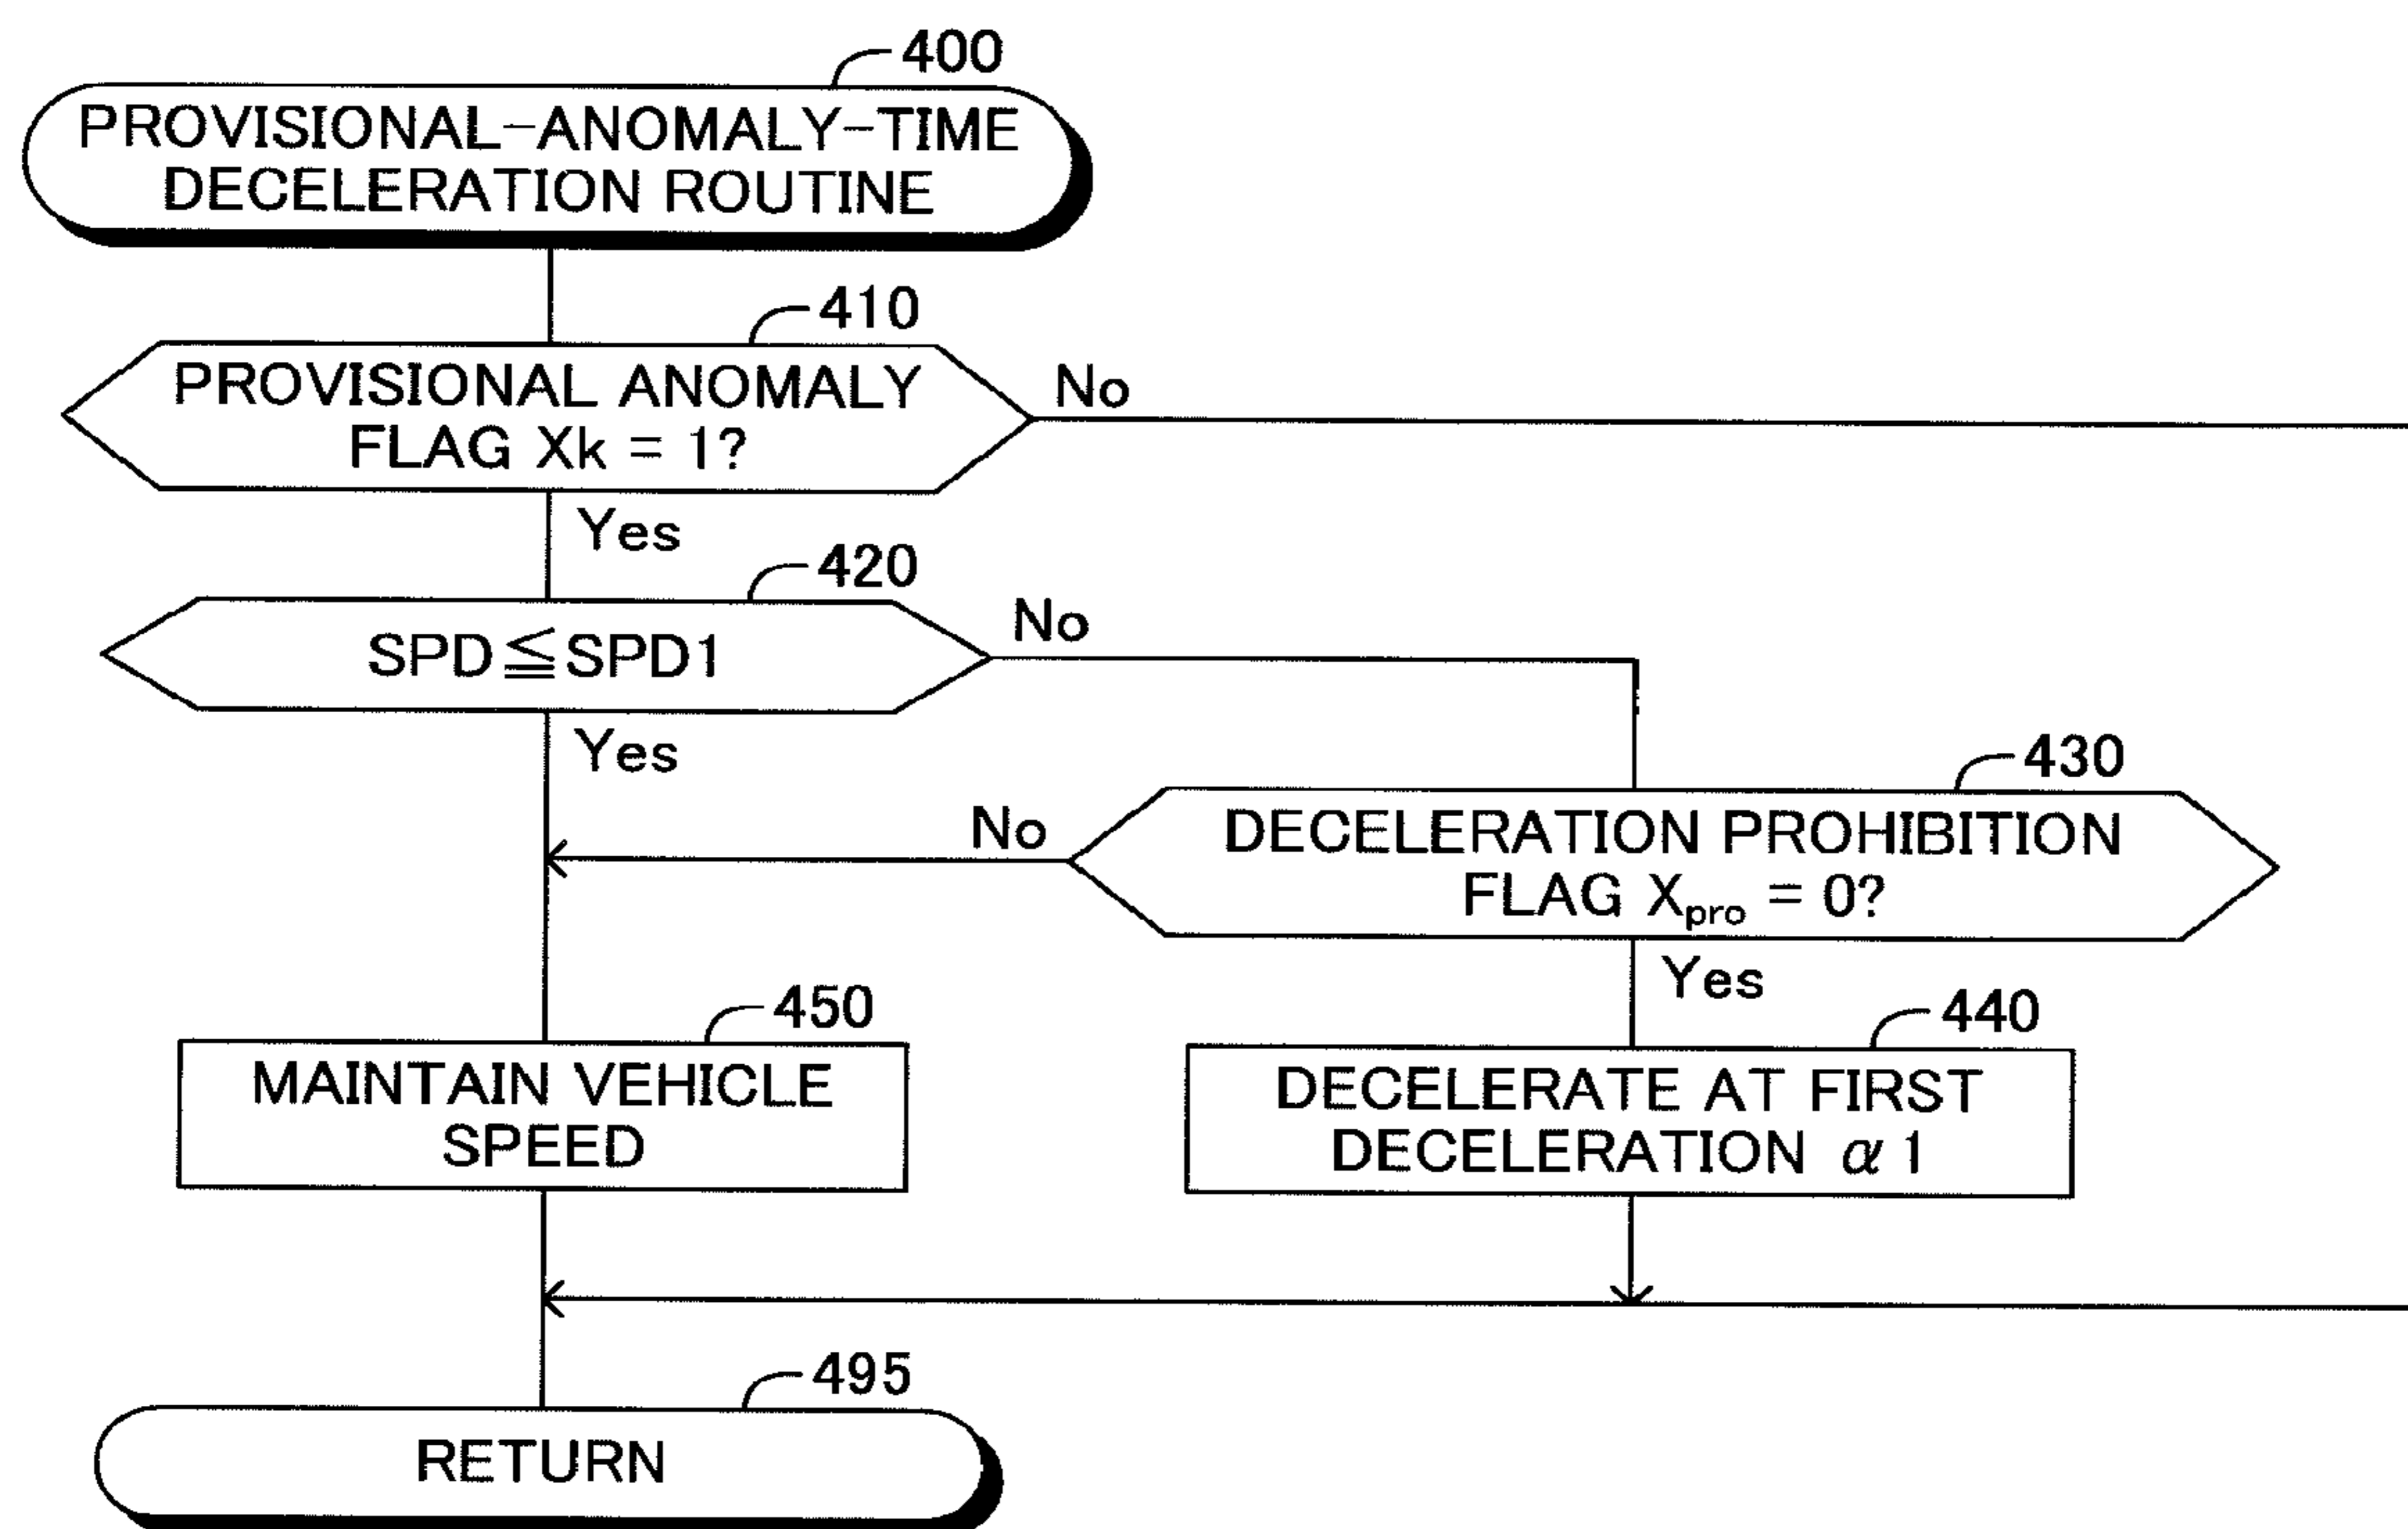 400
PROVISIONAL-ANOMALY-TIME
DECELERATION ROUTINE
410
PROVISIONAL ANOMALY
FLAG Xk = 1?
No
Yes
420
SPD≦SPD1
No
Yes
430
DECELERATION PROHIBITION
FLAG Xpro = 0?
No
Yes
450
MAINTAIN VEHICLE
SPEED
440
DECELERATE AT FIRST
DECELERATION α1
495
RETURN